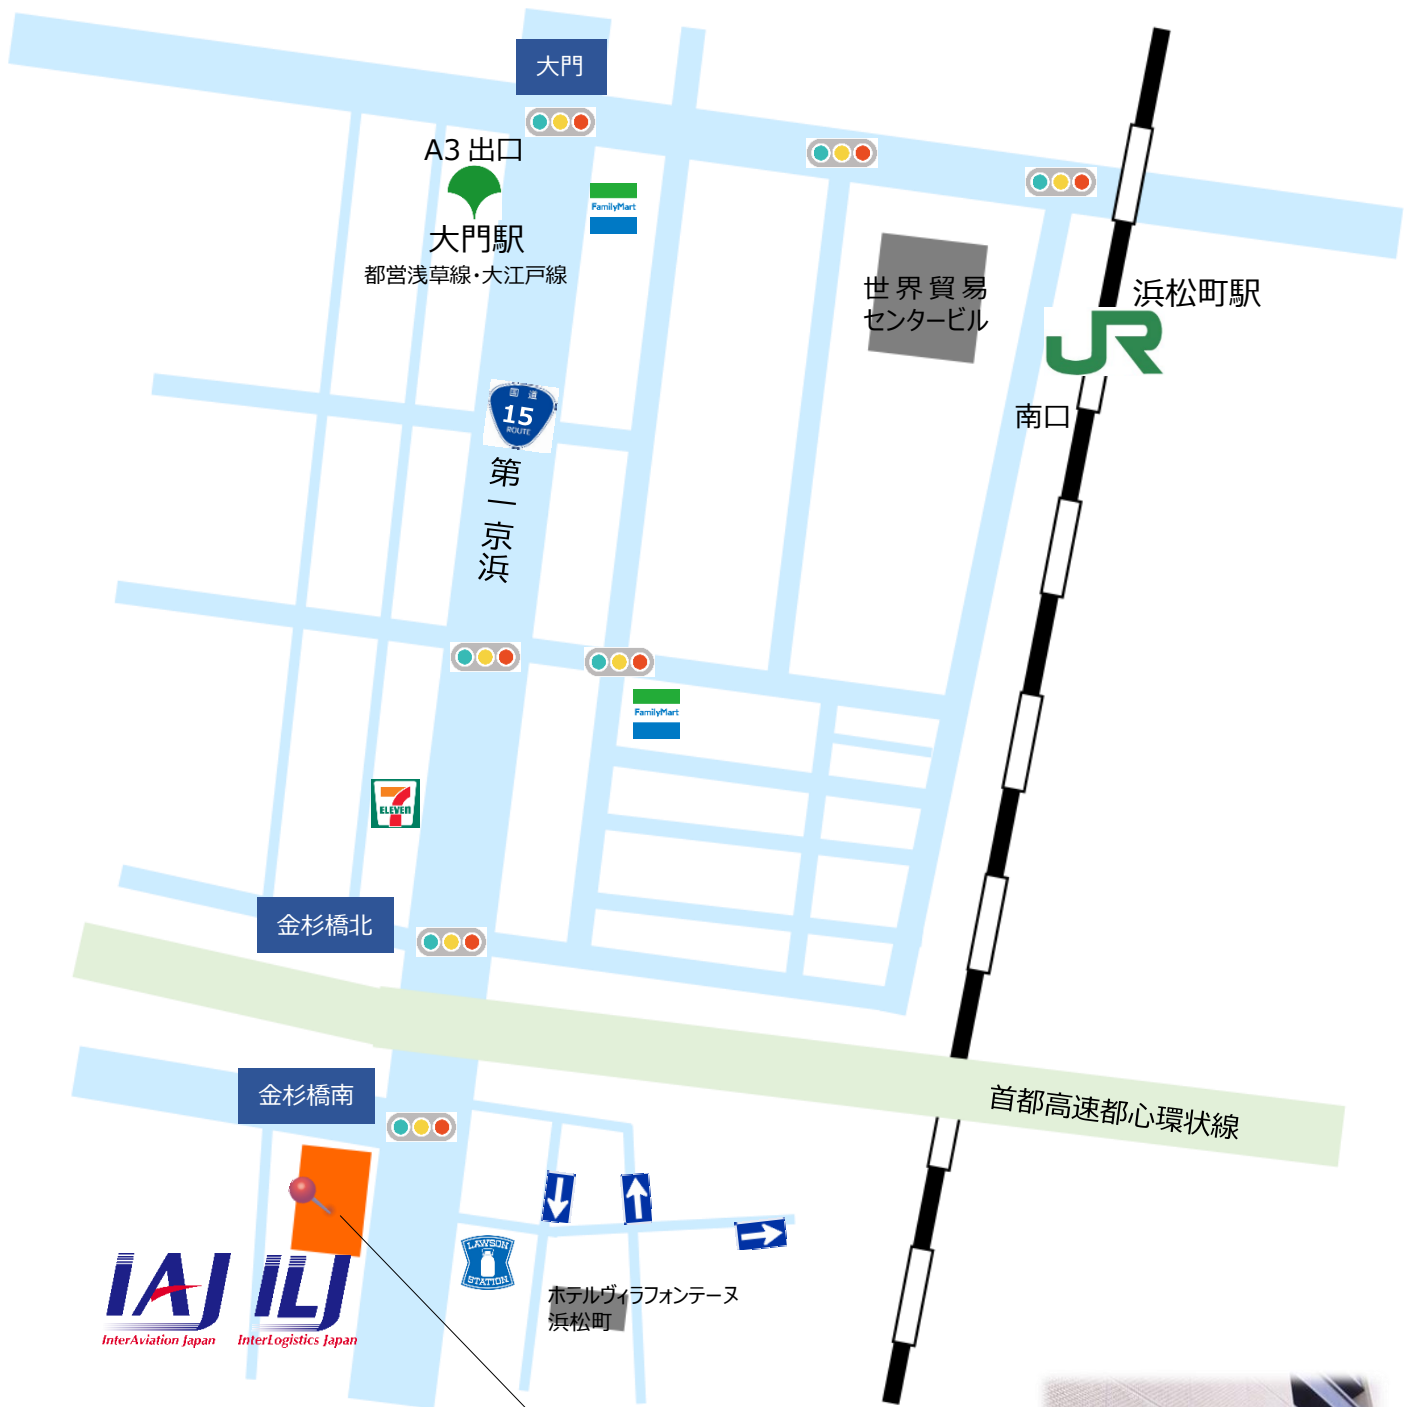 大門
A3 出口
FamilyMart
大門駅
都営浅草線・大江戸線
世界貿易
センタービル
浜松町駅
JR
南口
国道
15
ROUTE
第一京浜
FamilyMart
7
ELEVEN
金杉橋北
金杉橋南
首都高速都心環状線
LAWSON
STATION
ホテルヴィラフォンテーヌ
浜松町
IAJ
InterAviation Japan
ILJ
InterLogistics Japan